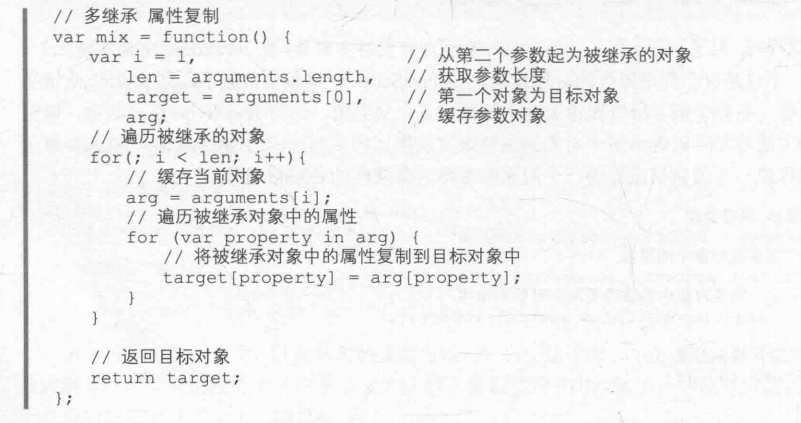 // 多继承 属性复制
var mix = function() {
    var i = 1,                      // 从第二个参数起为被继承的对象
        len = arguments.length,     // 获取参数长度
        target = arguments[0],      // 第一个对象为目标对象
        arg;                        // 缓存参数对象
    // 遍历被继承的对象
    for(; i < len; i++){
        // 缓存当前对象
        arg = arguments[i];
        // 遍历被继承对象中的属性
        for (var property in arg) {
            // 将被继承对象中的属性复制到目标对象中
            target[property] = arg[property];
        }
    }

    // 返回目标对象
    return target;
};